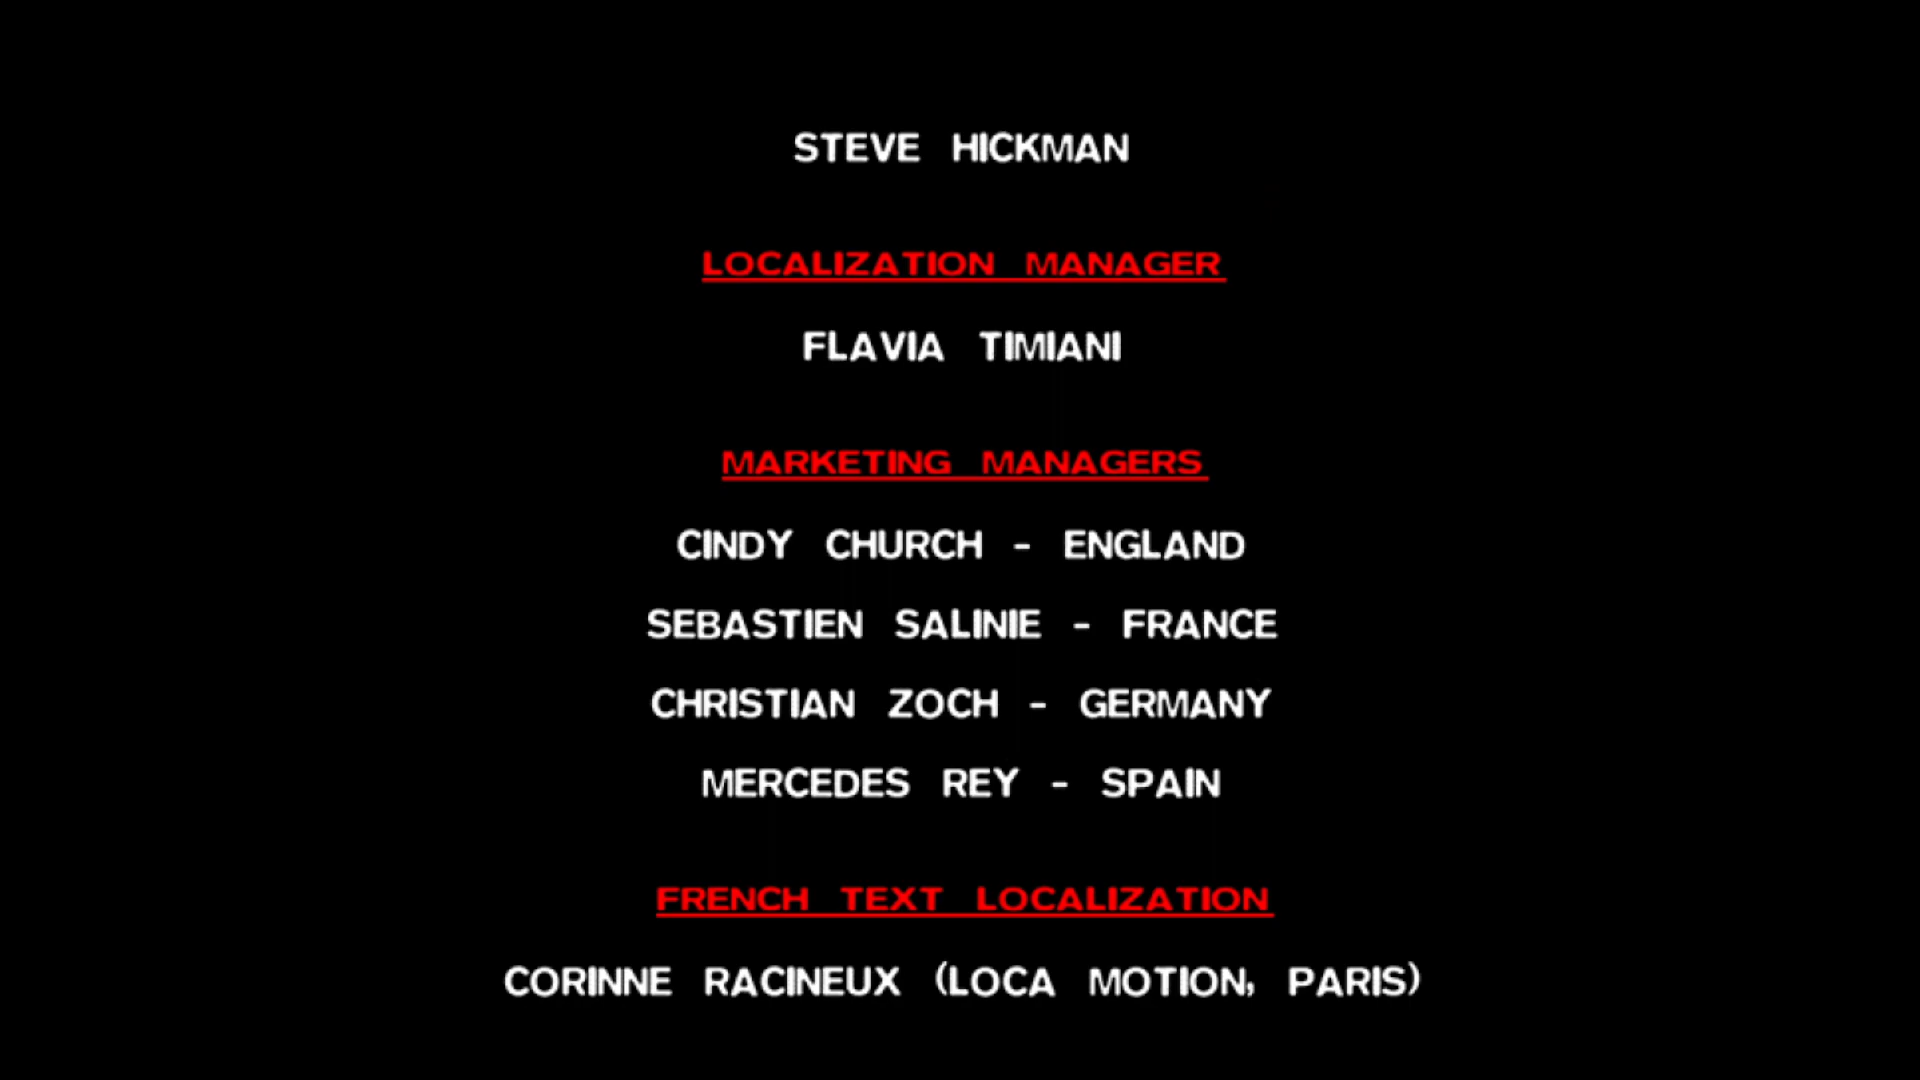 STEVE HICKMAN
LOCALIZATION MANAGER
FLAVIA TIMIANI
MARKETING MANAGERS
CINDY CHURCH - ENGLAND
SEBASTIEN SALINIE - FRANCE
CHRISTIAN ZOCH - GERMANY
MERCEDES REY - SPAIN
FRENCH TEXT LOCALIZATION
CORINNE RACINEUX (LOCA MOTION, PARIS)